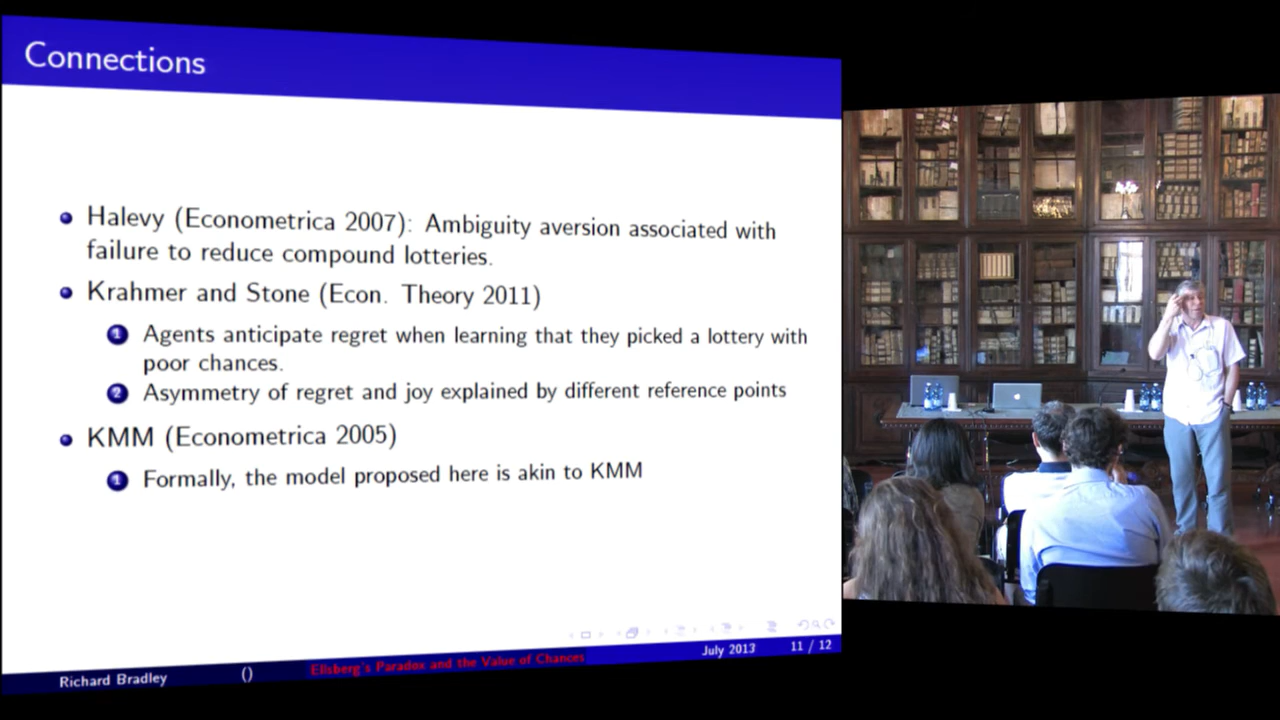 Connections
Halevy (Econometrica 2007): Ambiguity aversion associated with
failure to reduce compound lotteries.
Krahmer and Stone (Econ. Theory 2011)
1 Agents anticipate regret when learning that they picked a lottery with
poor chances.
2 Asymmetry of regret and joy explained by different reference points
KMM (Econometrica 2005)
1 Formally, the model proposed here is akin to KMM
Richard Bradley () Ellsberg's Paradox and the Value of Chances July 2013 11 / 12